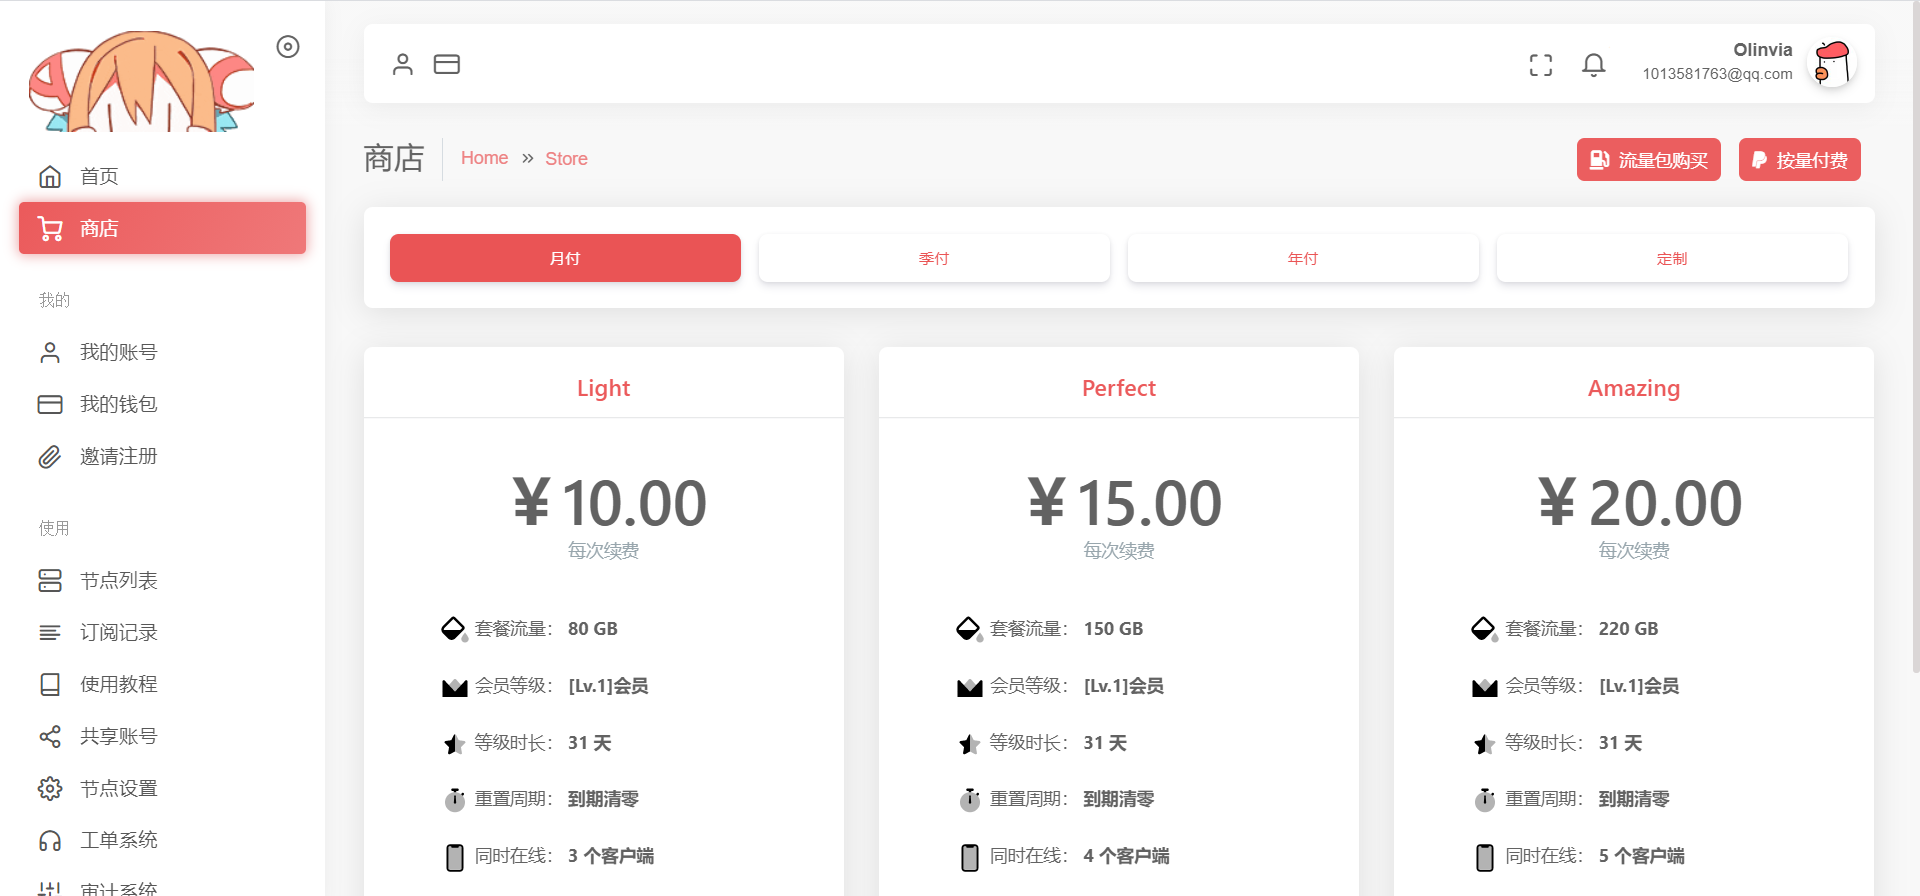 首页
商店
我的
我的账号
我的钱包
邀请注册
使用
节点列表
订阅记录
使用教程
共享账号
节点设置
工单系统
审计系统
Olinvia
1013581763@qq.com
商店 Home » Store
流量包购买 按量付费
月付 季付 年付 定制
Light
¥10.00
每次续费
套餐流量： 80 GB
会员等级： [Lv.1]会员
等级时长： 31 天
重置周期： 到期清零
同时在线： 3 个客户端
Perfect
¥15.00
每次续费
套餐流量： 150 GB
会员等级： [Lv.1]会员
等级时长： 31 天
重置周期： 到期清零
同时在线： 4 个客户端
Amazing
¥20.00
每次续费
套餐流量： 220 GB
会员等级： [Lv.1]会员
等级时长： 31 天
重置周期： 到期清零
同时在线： 5 个客户端